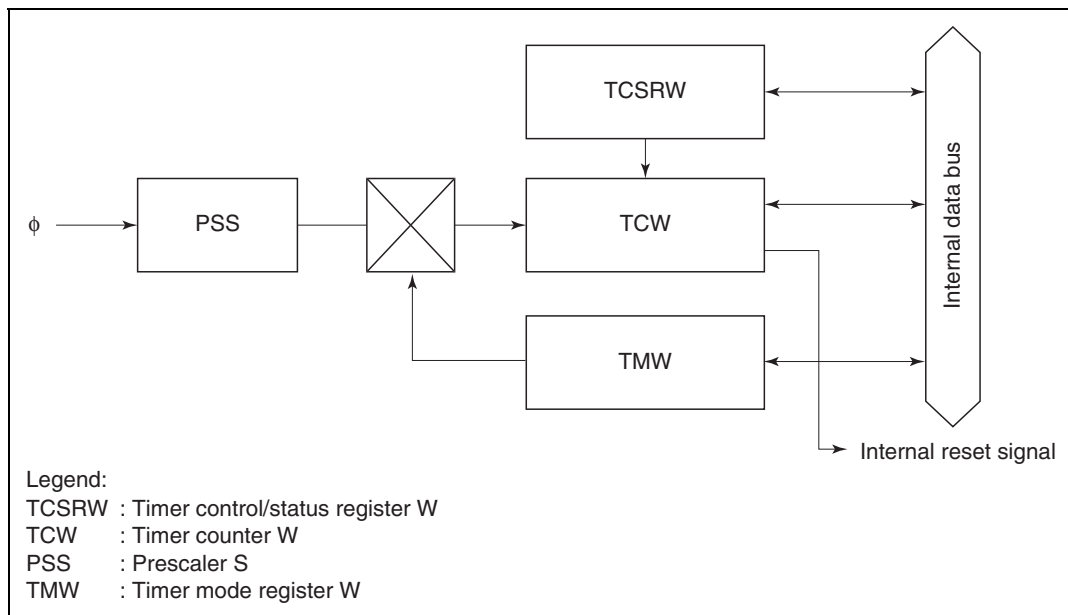 TCSRW
φ
PSS
TCW
TMW
Internal data bus
Internal reset signal
Legend:
TCSRW : Timer control/status register W
TCW : Timer counter W
PSS : Prescaler S
TMW : Timer mode register W